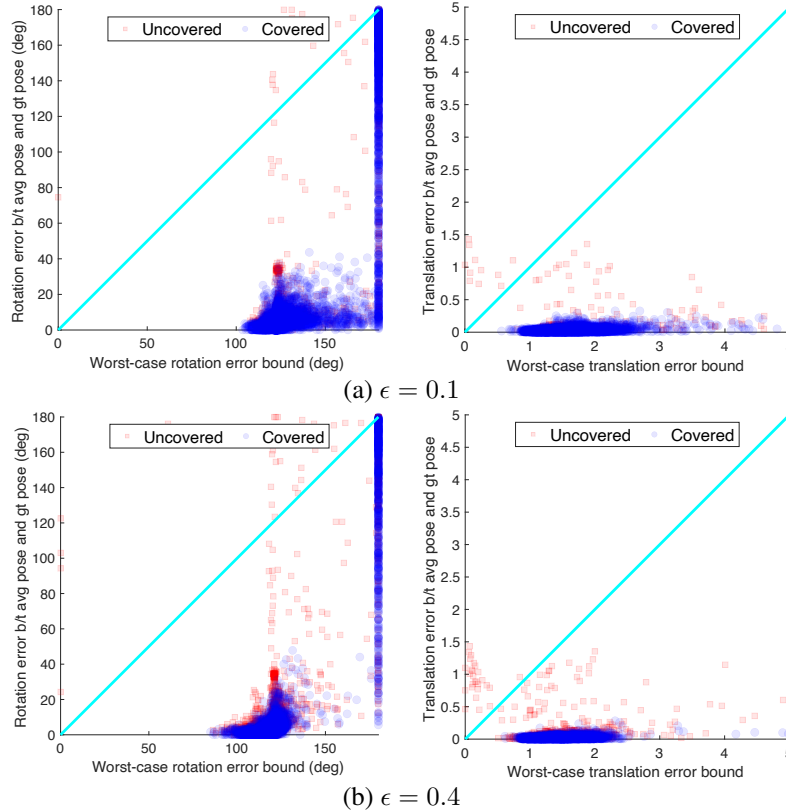 Rotation error b/t avg pose and gt pose (deg)
180
160
140
120
100
80
60
40
20
0
Uncovered Covered
0 50 100 150
Worst-case rotation error bound (deg)
Translation error b/t avg pose and gt pose
5
4.5
4
3.5
3
2.5
2
1.5
1
0.5
0
Uncovered Covered
0 1 2 3 4
Worst-case translation error bound
(a) ϵ = 0.1
Rotation error b/t avg pose and gt pose (deg)
180
160
140
120
100
80
60
40
20
0
Uncovered Covered
0 50 100 150
Worst-case rotation error bound (deg)
Translation error b/t avg pose and gt pose
5
4.5
4
3.5
3
2.5
2
1.5
1
0.5
0
Uncovered Covered
0 1 2 3 4
Worst-case translation error bound
(b) ϵ = 0.4